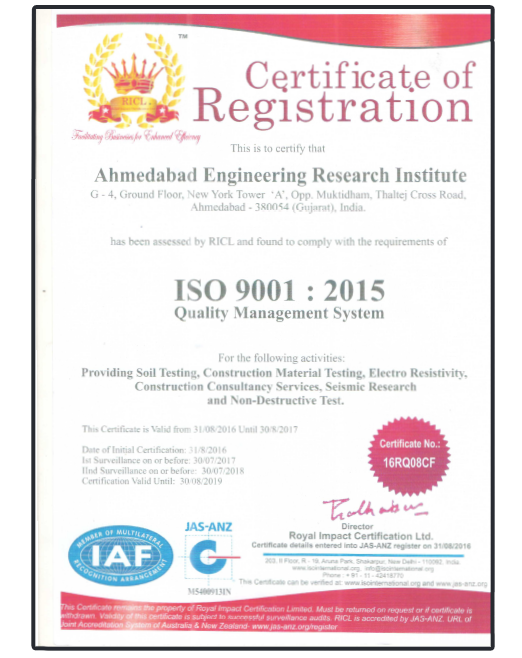 TM
Certificate of
Registration
RICL
Facilitating Businesses for Enhanced Efficiency
This is to certify that
Ahmedabad Engineering Research Institute
G - 4, Ground Floor, New York Tower 'A', Opp. Muktidham, Thaltej Cross Road,
Ahmedabad - 380054 (Gujarat), India.
has been assessed by RICL and found to comply with the requirements of
ISO 9001 : 2015
Quality Management System
For the following activities:
Providing Soil Testing, Construction Material Testing, Electro Resistivity,
Construction Consultancy Services, Seismic Research
and Non-Destructive Test.
This Certificate is Valid from 31/08/2016 Until 30/8/2017
Date of Initial Certification: 31/8/2016
Ist Surveillance on or before: 30/07/2017
IInd Surveillance on or before: 30/07/2018
Certification Valid Until: 30/08/2019
Certificate No.:
16RQ08CF
Director
Royal Impact Certification Ltd.
Certificate details entered into JAS-ANZ register on 31/08/2016
MEMBER OF MULTILATERAL
IAF
RECOGNITION ARRANGEMENT
JAS-ANZ
C
M5400913IN
203, II Floor, R - 19, Aruna Park, Shakarpur, New Delhi - 110092, India
www.isointernational.org, info@iscinternational.org
Phone : + 91 - 11 - 42418770
This Certificate can be verified at: www.isointernational.org and www.jas-anz.org
This Certificate remains the property of Royal Impact Certification Limited. Must be returned on request or if certificate is
withdrawn. Validity of this certificate is subject to successful surveillance audits. RICL is accredited by JAS-ANZ. URL of
Joint Accreditation System of Australia & New Zealand- www.jas-anz.org/register